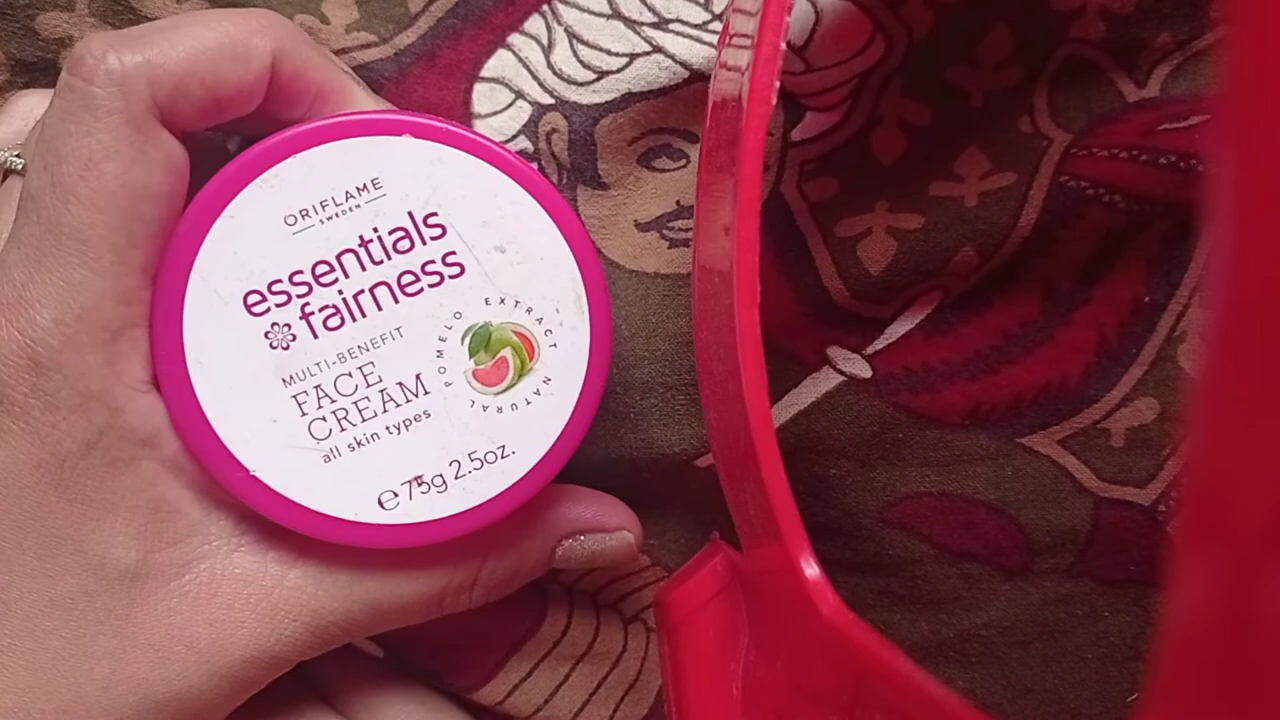 ORIFLAME
SWEDEN
essentials
fairness
MULTI-BENEFIT
FACE
CREAM
all skin types
POMELO EXTRACT NATURAL
e 75g 2.5oz.